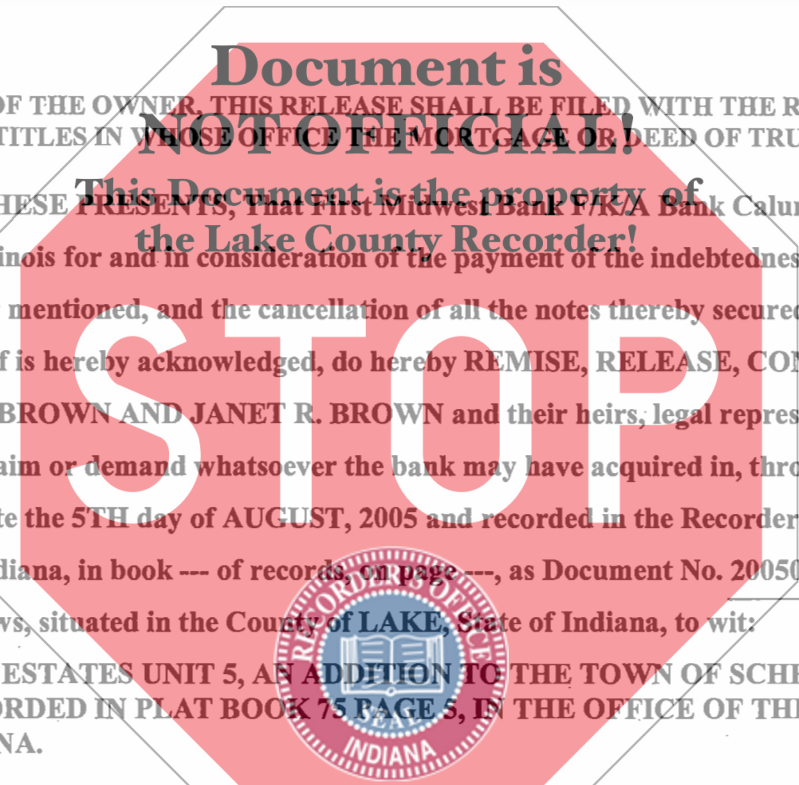 Document is
OF THE OWNER, THIS RELEASE SHALL BE FILED WITH THE R
TITLES IN WHOSE OFFICE THE MORTGAGE OR DEED OF TRU
NOT OFFICIAL!
This Document is the property of
HESE PRESENTS, That First Midwest Bank F/K/A Bank Calum
the Lake County Recorder!
inois for and in consideration of the payment of the indebtednes
mentioned, and the cancellation of all the notes thereby secured
f is hereby acknowledged, do hereby REMISE, RELEASE, CON
STOP
BROWN AND JANET R. BROWN and their heirs, legal repres
aim or demand whatsoever the bank may have acquired in, thro
te the 5TH day of AUGUST, 2005 and recorded in the Recorder
diana, in book --- of records, on page ---, as Document No. 20050
ws, situated in the County of LAKE, State of Indiana, to wit:
RECORDER'S OFFICE
ESTATES UNIT 5, AN ADDITION TO THE TOWN OF SCHE
ORDED IN PLAT BOOK 75 PAGE 5, IN THE OFFICE OF THE
SEAL
NA.
INDIANA